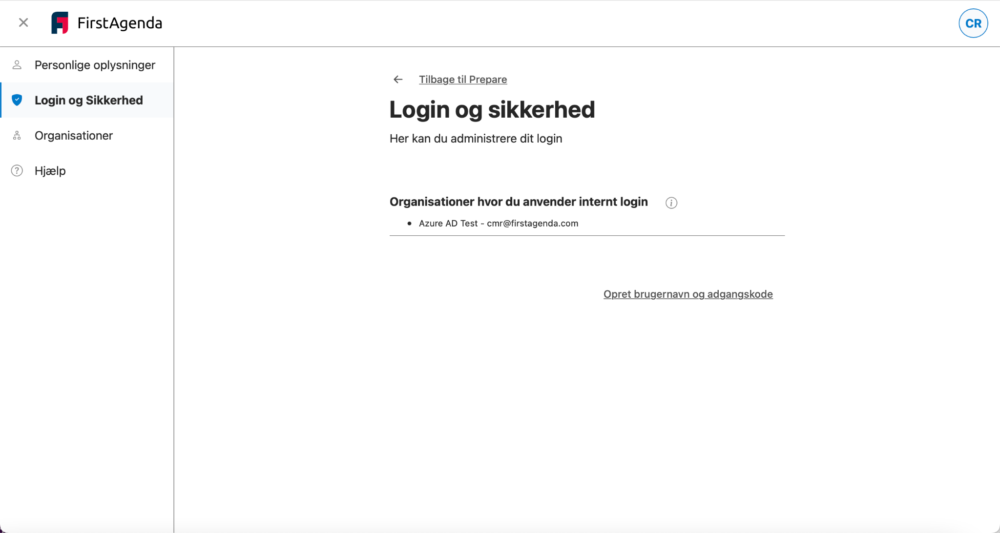 FirstAgenda
CR
Personlige oplysninger
Login og Sikkerhed
Organisationer
Hjælp
Tilbage til Prepare
Login og sikkerhed
Her kan du administrere dit login
Organisationer hvor du anvender internt login
Azure AD Test - cmr@firstagenda.com
Opret brugernavn og adgangskode